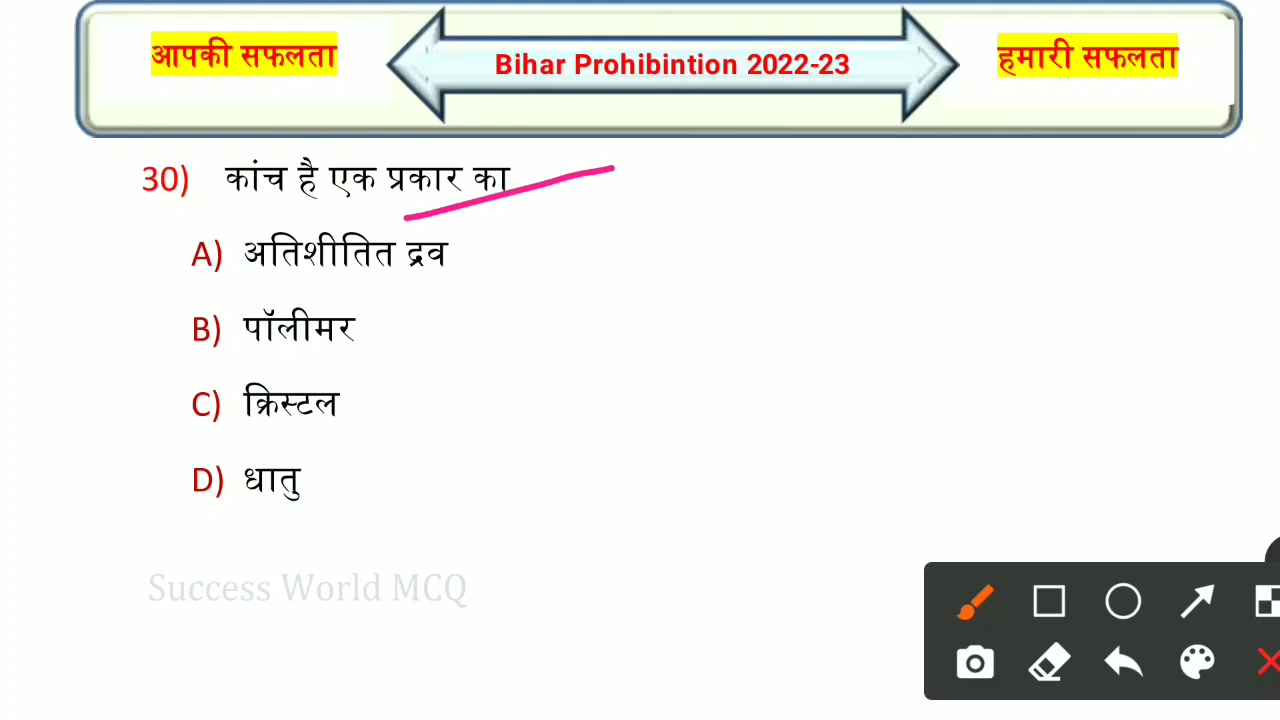 आपकी सफलता
Bihar Prohibintion 2022-23
हमारी सफलता
30) कांच है एक प्रकार का
A) अतिशीतित द्रव
B) पॉलीमर
C) क्रिस्टल
D) धातु
Success World MCQ